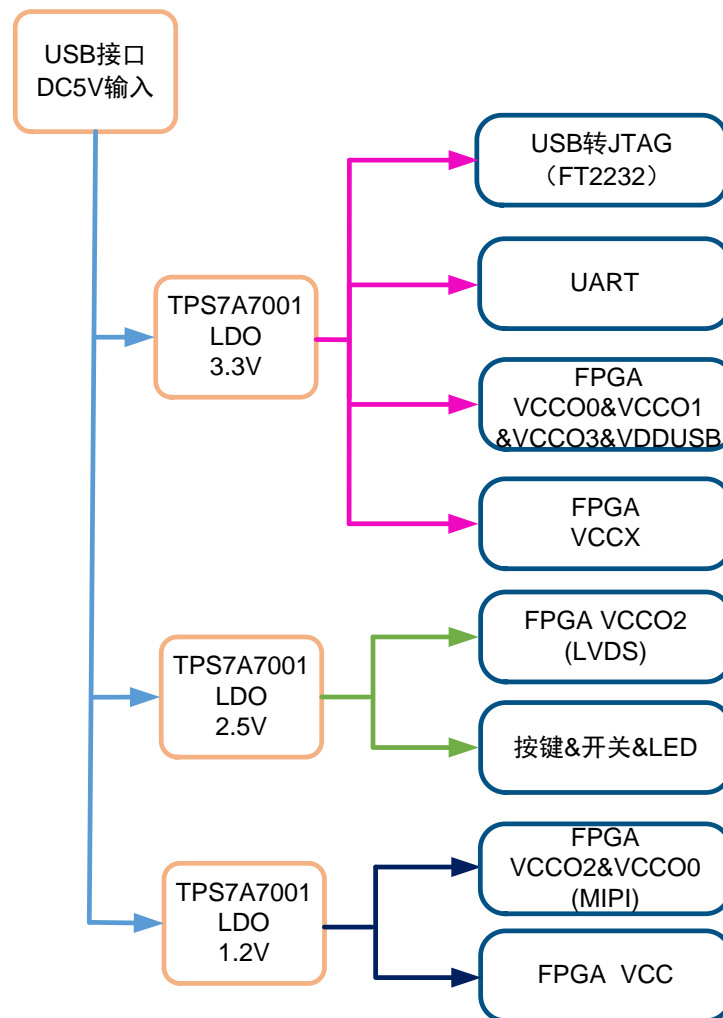 USB接口
DC5V输入
USB转JTAG
（FT2232）
UART
TPS7A7001
LDO
3.3V
FPGA
VCCO0&VCCO1
&VCCO3&VDDUSB
FPGA
VCCX
FPGA VCCO2
(LVDS)
TPS7A7001
LDO
2.5V
按键&开关&LED
FPGA
VCCO2&VCCO0
(MIPI)
TPS7A7001
LDO
1.2V
FPGA VCC